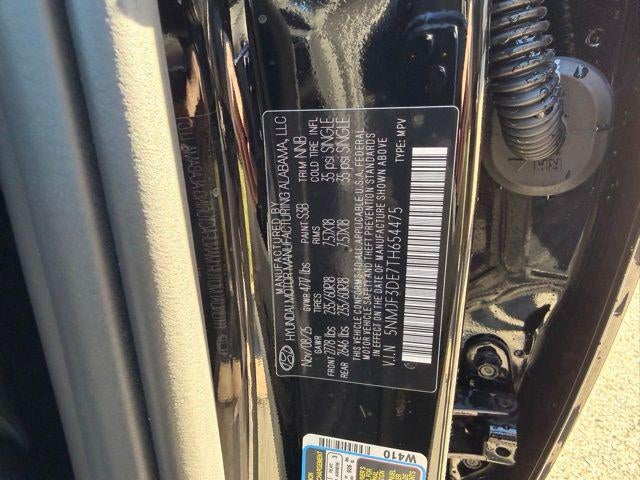 MANUFACTURED BY
HYUNDAI MOTOR MANUFACTURING ALABAMA, LLC
Nov/08/25 GVWR 4717 lbs PAINT S3B TRIM NNB
GAWR TIRES RIMS COLD TIRE INFL
FRONT 2778 lbs 235/60R18 7.5JX18 35 psi SINGLE
REAR 2646 lbs 235/60R18 7.5JX18 35 psi SINGLE
THIS VEHICLE CONFORMS TO ALL APPLICABLE U.S.A. FEDERAL
MOTOR VEHICLE SAFETY AND THEFT PREVENTION STANDARDS
IN EFFECT ON THE DATE OF MANUFACTURE SHOWN ABOVE
V.I.N 5NMJF3DE7TH654475 TYPE: MPV
W410